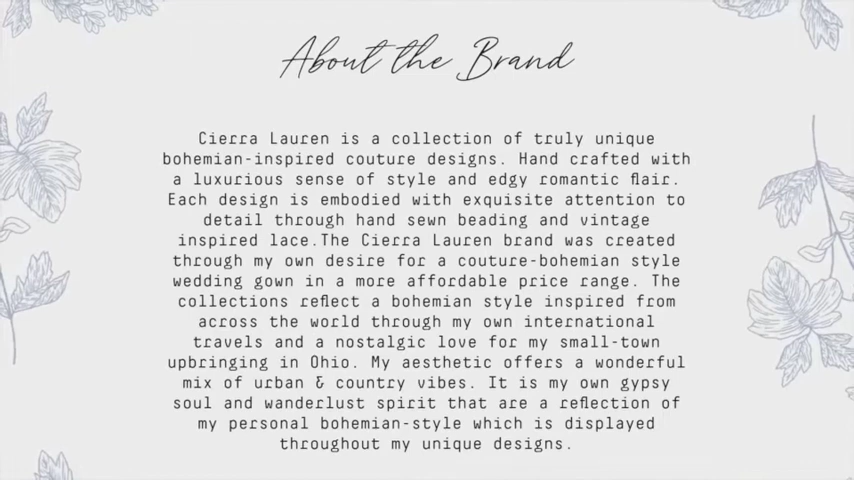 About the Brand
Cierra Lauren is a collection of truly unique
bohemian-inspired couture designs. Hand crafted with
a luxurious sense of style and edgy romantic flair.
Each design is embodied with exquisite attention to
detail through hand sewn beading and vintage
inspired lace.The Cierra Lauren brand was created
through my own desire for a couture-bohemian style
wedding gown in a more affordable price range. The
collections reflect a bohemian style inspired from
across the world through my own international
travels and a nostalgic love for my small-town
upbringing in Ohio. My aesthetic offers a wonderful
mix of urban & country vibes. It is my own gypsy
soul and wanderlust spirit that are a reflection of
my personal bohemian-style which is displayed
throughout my unique designs.